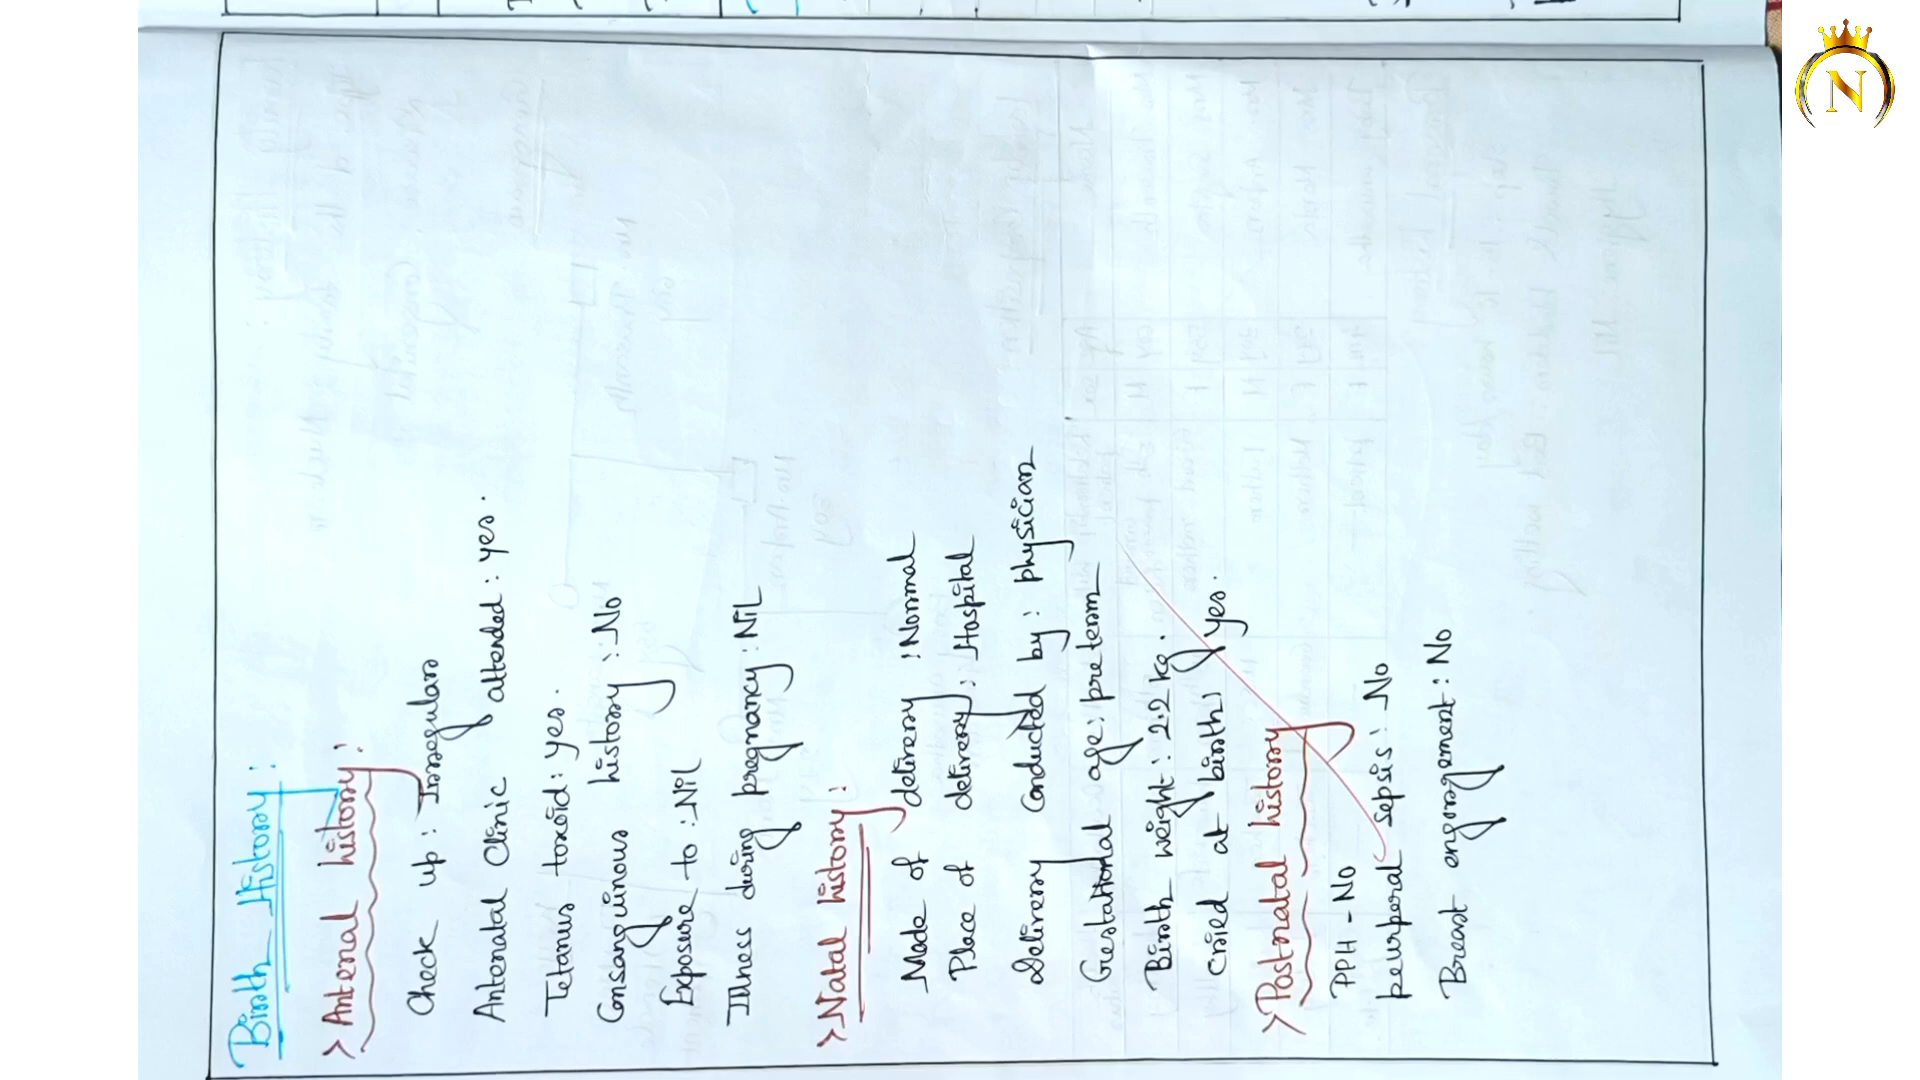 Birth History :
> Antenal history :
Check up : Irregular
Antenatal Clinic attended : yes .
Tetanus toxoid : yes .
Consanguinous history : No
Exposure to : Nil
Illness during pregnancy : Nil
> Natal history :
Mode of delivery : Normal
Place of delivery : Hospital
Delivery conducted by : physician
Gestational age : preterm
Birth weight : 2.2 kg .
cried at birth : yes .
> Postnatal history
PPH - No
peurperal sepsis : No
Breast engorgement : No
N